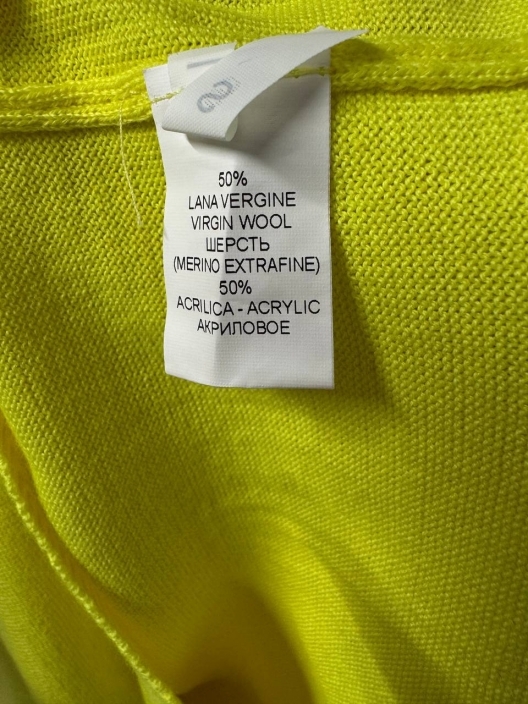 50%
LANA VERGINE
VIRGIN WOOL
ШЕРСТЬ
(MERINO EXTRAFINE)
50%
ACRILICA - ACRYLIC
АКРИЛОВОЕ